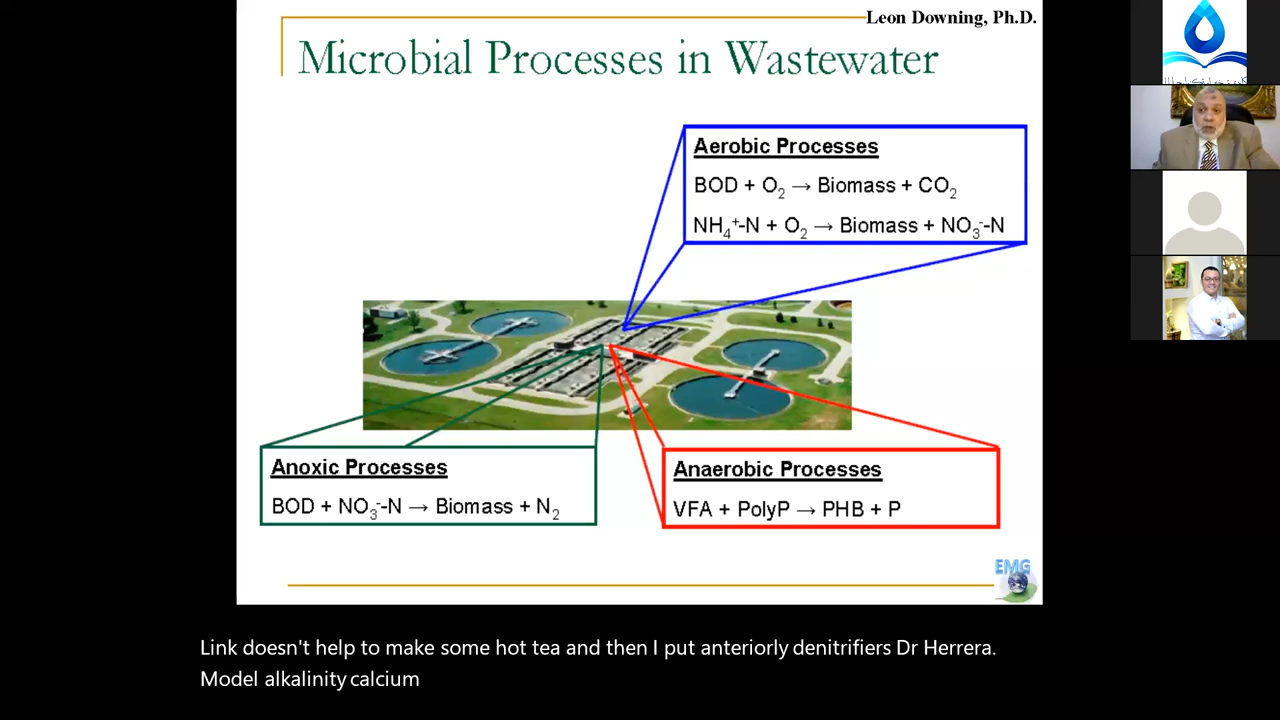 Leon Downing, Ph.D.
Microbial Processes in Wastewater
Aerobic Processes
BOD + O₂ → Biomass + CO₂
NH₄⁺-N + O₂ → Biomass + NO₃⁻-N
Anoxic Processes
BOD + NO₃⁻-N → Biomass + N₂
Anaerobic Processes
VFA + PolyP → PHB + P
EMG
Link doesn't help to make some hot tea and then I put anteriorly denitrifiers Dr Herrera.
Model alkalinity calcium